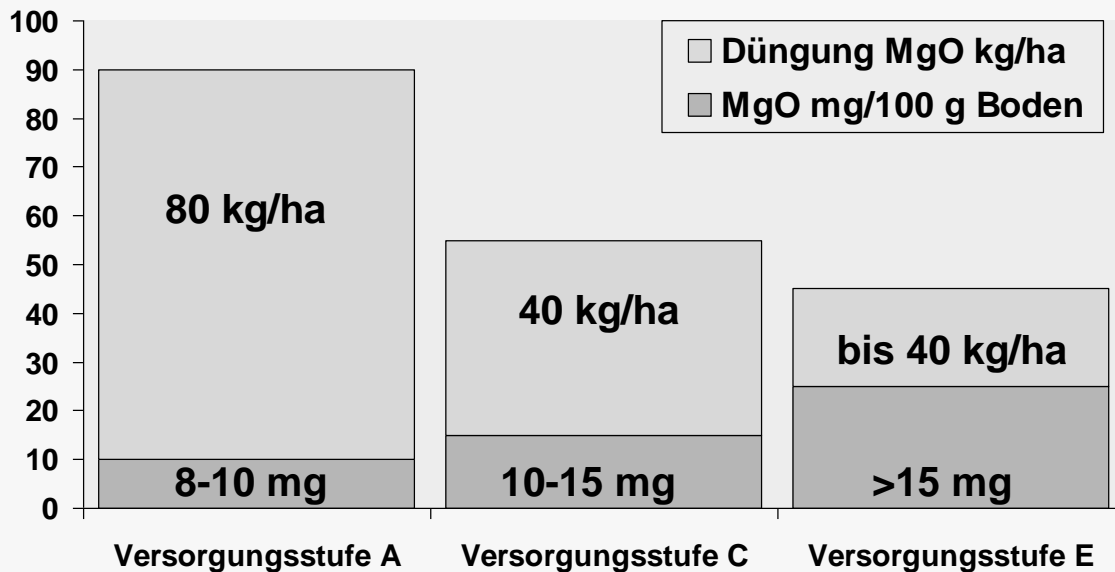 100
90
80
70
60
50
40
30
20
10
0
Düngung MgO kg/ha
MgO mg/100 g Boden
80 kg/ha
40 kg/ha
bis 40 kg/ha
8-10 mg
10-15 mg
>15 mg
Versorgungsstufe A
Versorgungsstufe C
Versorgungsstufe E